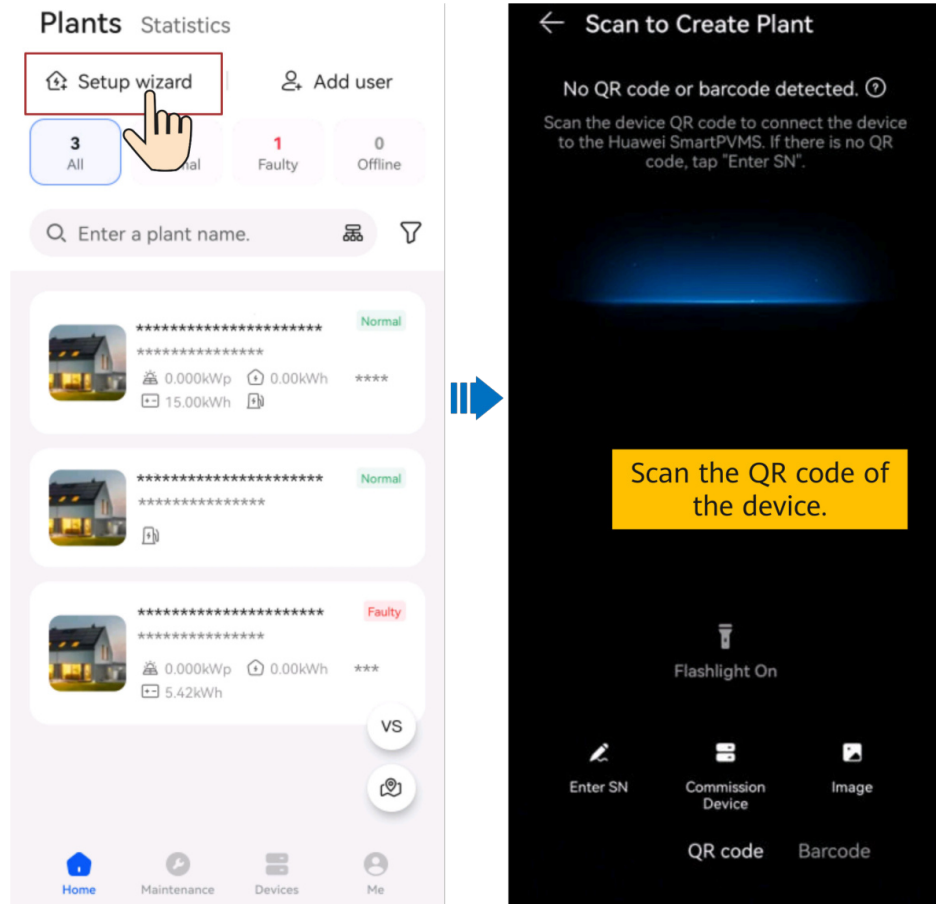 Plants Statistics
Setup wizard
Add user
3
All
1
Faulty
0
Offline
Enter a plant name.
**********************
Normal
***************
0.000kWp 0.00kWh ****
15.00kWh
**********************
Normal
***************
**********************
Faulty
***************
0.000kWp 0.00kWh ***
5.42kWh
VS
Home Maintenance Devices Me
Scan to Create Plant
No QR code or barcode detected.
Scan the device QR code to connect the device
to the Huawei SmartPVMS. If there is no QR
code, tap "Enter SN".
Scan the QR code of
the device.
Flashlight On
Enter SN
Commission
Device
Image
QR code Barcode